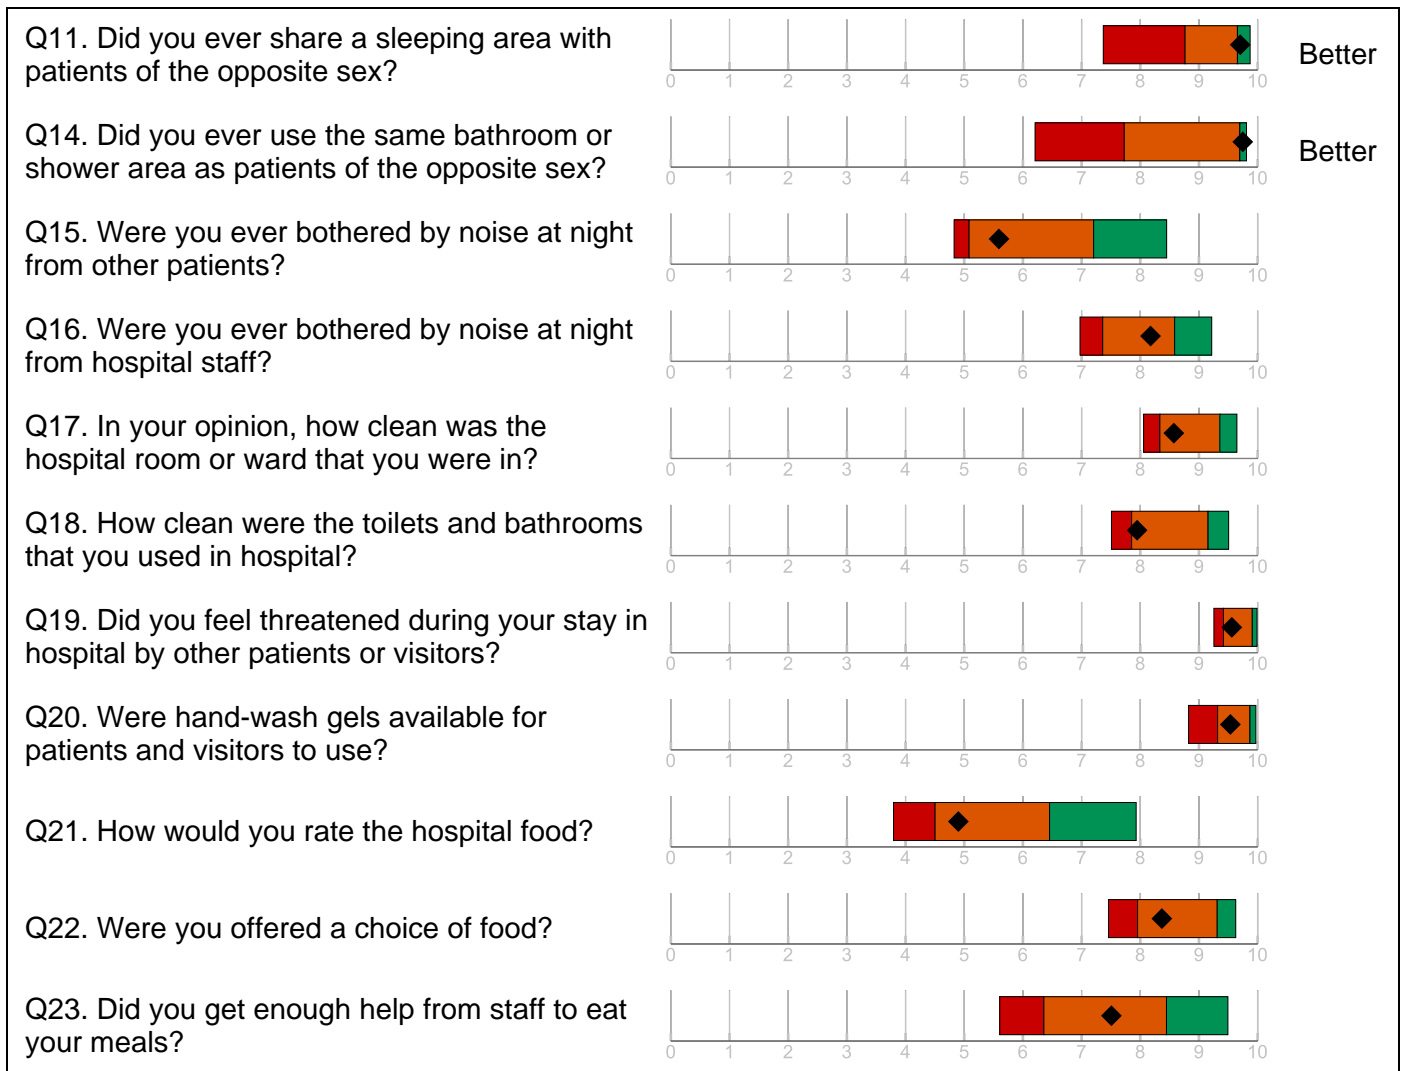 Q11. Did you ever share a sleeping area with
patients of the opposite sex?
0 1 2 3 4 5 6 7 8 9 10
Better
Q14. Did you ever use the same bathroom or
shower area as patients of the opposite sex?
0 1 2 3 4 5 6 7 8 9 10
Better
Q15. Were you ever bothered by noise at night
from other patients?
0 1 2 3 4 5 6 7 8 9 10
Q16. Were you ever bothered by noise at night
from hospital staff?
0 1 2 3 4 5 6 7 8 9 10
Q17. In your opinion, how clean was the
hospital room or ward that you were in?
0 1 2 3 4 5 6 7 8 9 10
Q18. How clean were the toilets and bathrooms
that you used in hospital?
0 1 2 3 4 5 6 7 8 9 10
Q19. Did you feel threatened during your stay in
hospital by other patients or visitors?
0 1 2 3 4 5 6 7 8 9 10
Q20. Were hand-wash gels available for
patients and visitors to use?
0 1 2 3 4 5 6 7 8 9 10
Q21. How would you rate the hospital food?
0 1 2 3 4 5 6 7 8 9 10
Q22. Were you offered a choice of food?
0 1 2 3 4 5 6 7 8 9 10
Q23. Did you get enough help from staff to eat
your meals?
0 1 2 3 4 5 6 7 8 9 10